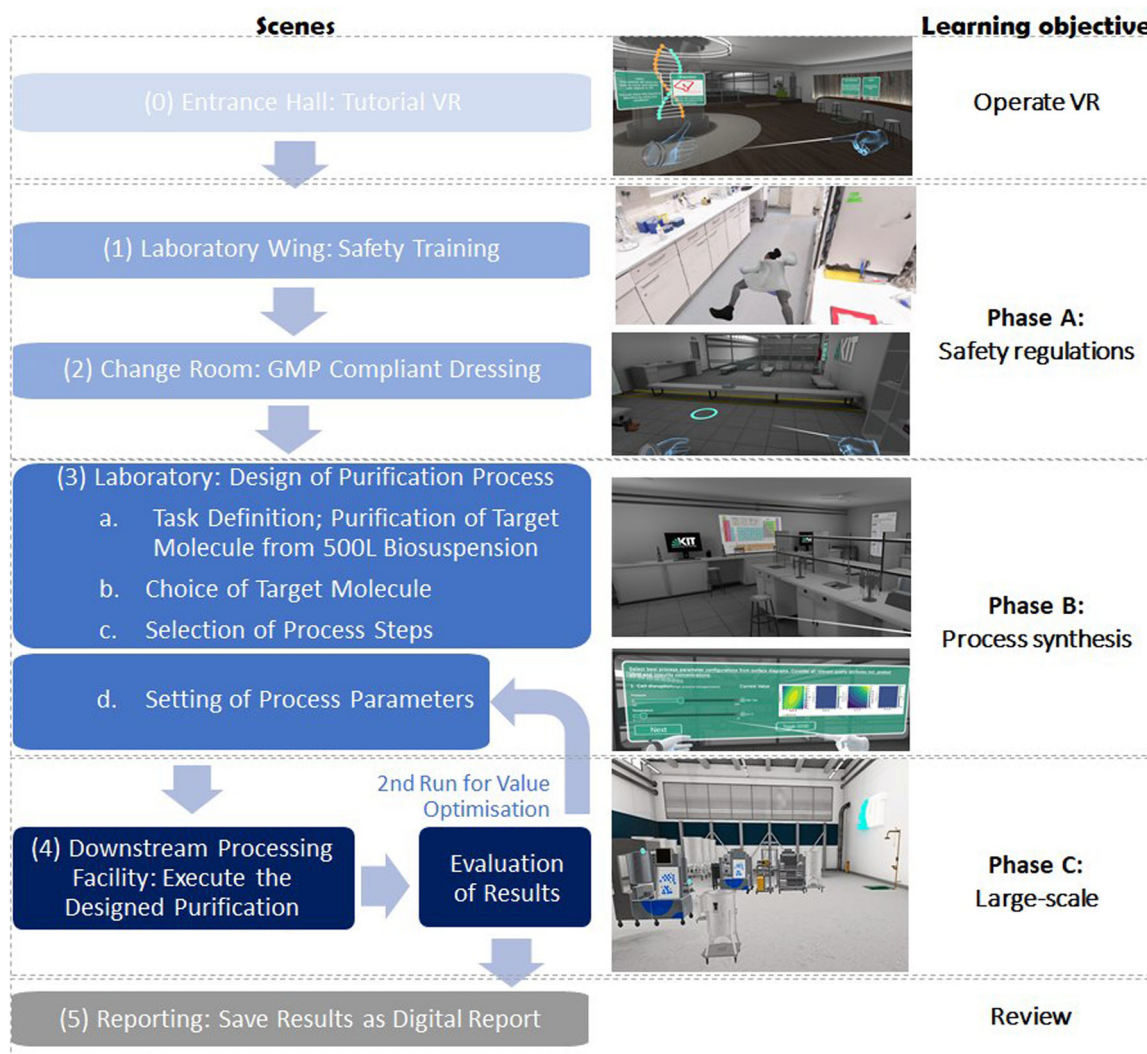 Scenes
Learning objective
(0) Entrance Hall: Tutorial VR
Operate VR
(1) Laboratory Wing: Safety Training
(2) Change Room: GMP Compliant Dressing
Phase A:
Safety regulations
KIT
(3) Laboratory: Design of Purification Process
a. Task Definition; Purification of Target
Molecule from 500L Biosuspension
b. Choice of Target Molecule
c. Selection of Process Steps
d. Setting of Process Parameters
KIT
Phase B:
Process synthesis
Current Value
Next
2nd Run for Value
Optimisation
(4) Downstream Processing
Facility: Execute the
Designed Purification
Evaluation
of Results
Phase C:
Large-scale
(5) Reporting: Save Results as Digital Report
Review